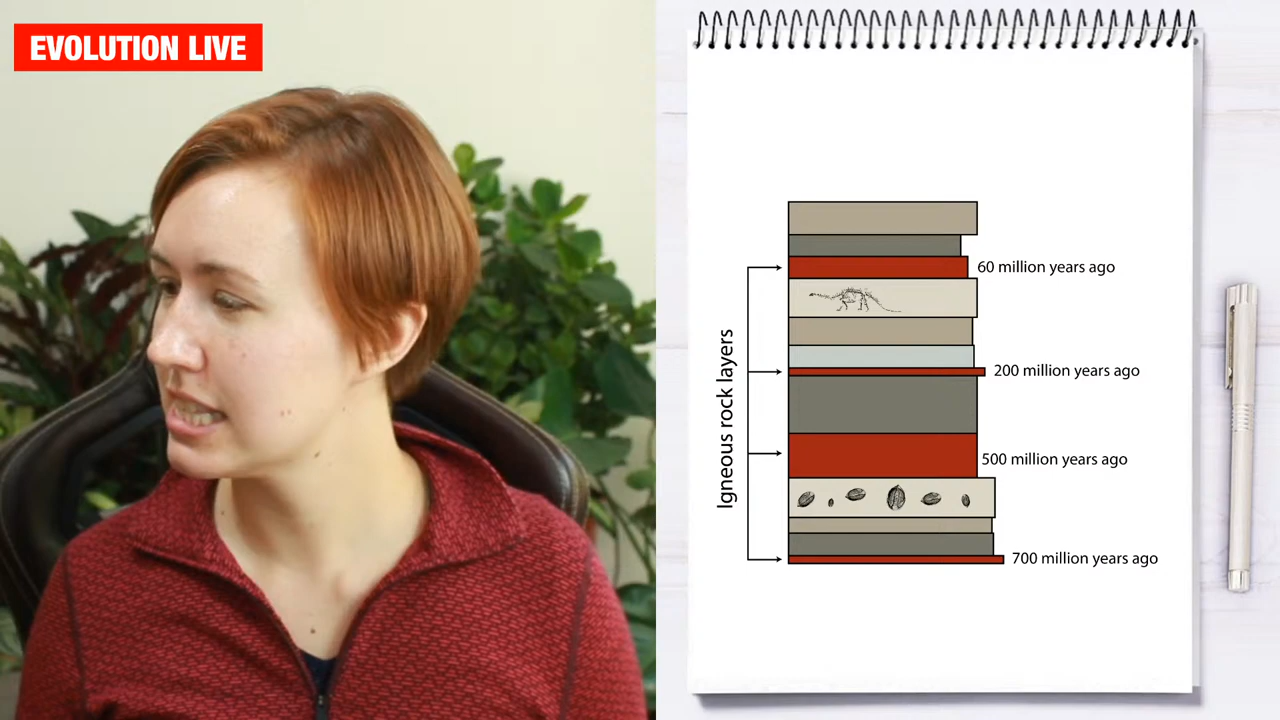 EVOLUTION LIVE
60 million years ago
Igneous rock layers
200 million years ago
500 million years ago
700 million years ago